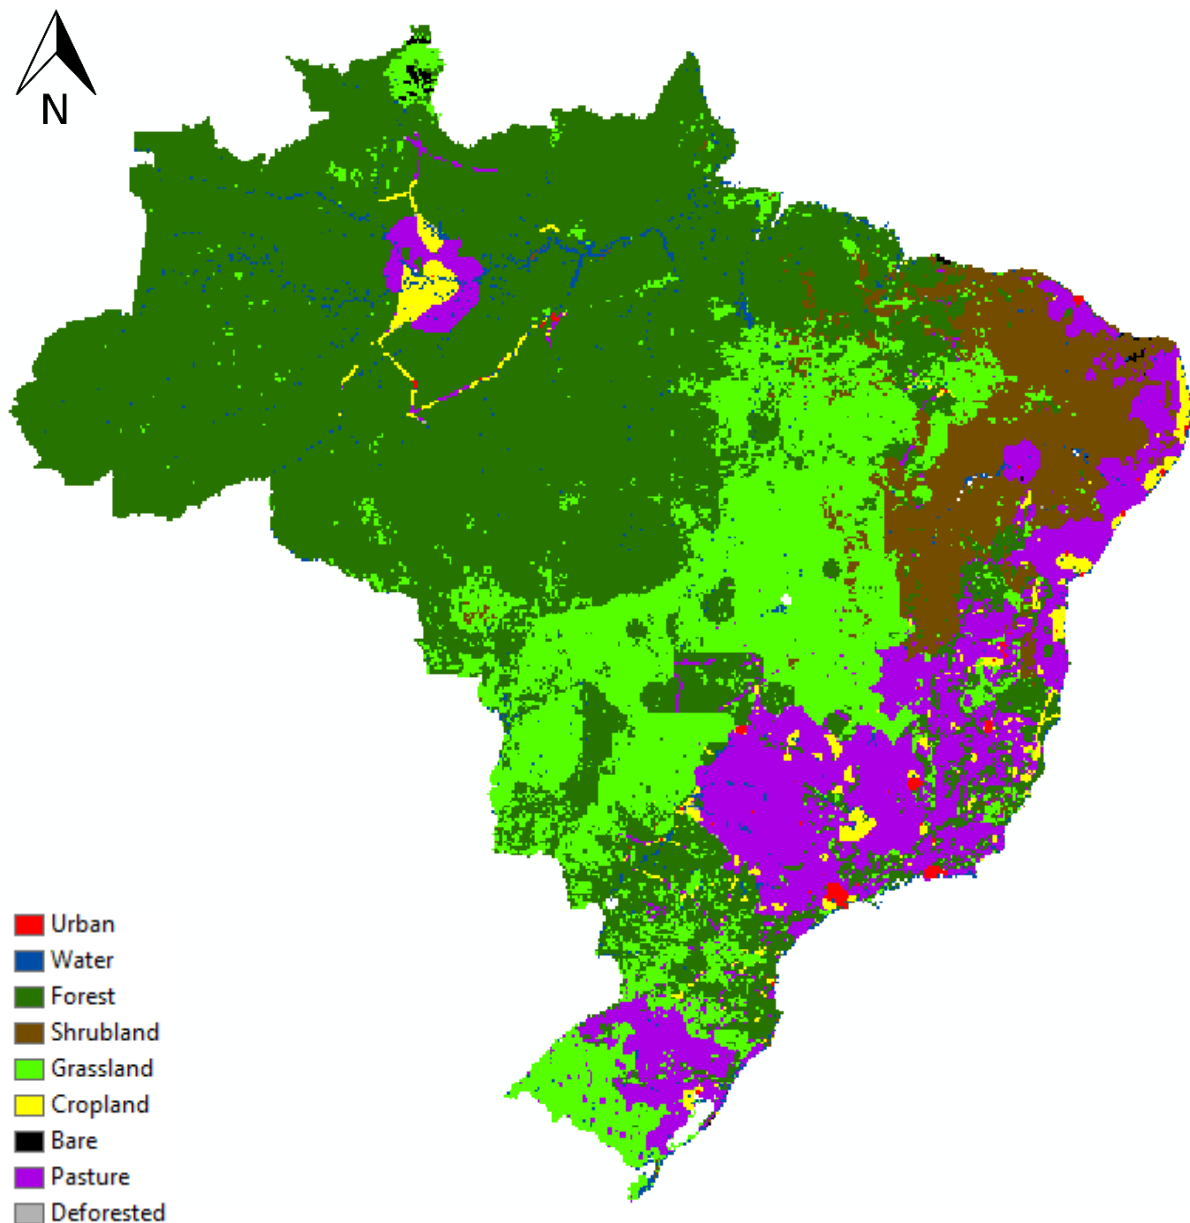 N
Urban
Water
Forest
Shrubland
Grassland
Cropland
Bare
Pasture
Deforested